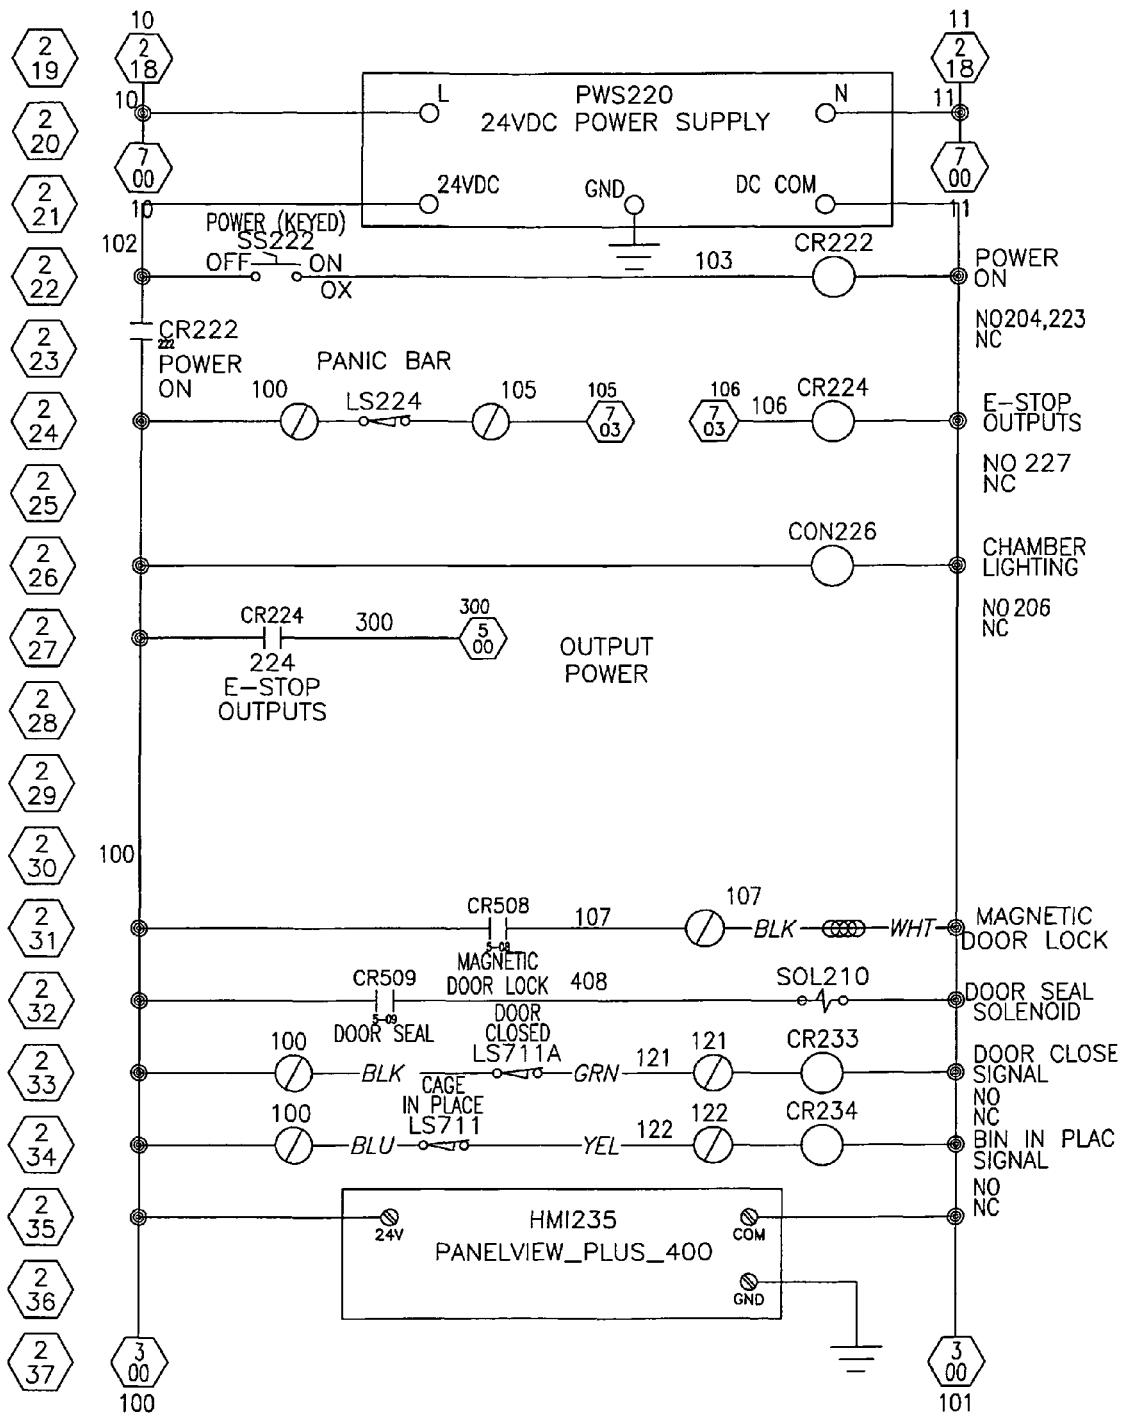 10
11
2
19
2
18
2
18
10
L
PWS220
N
11
24VDC POWER SUPPLY
2
20
7
00
7
00
24VDC
GND
DC COM
2
21
10
11
POWER (KEYED)
102
SS222
CR222
OFF
ON
103
POWER
ON
2
22
OX
NO204,223
NC
CR222
222
2
23
POWER
ON
PANIC BAR
100
LS224
105
105
106
CR224
E-STOP
OUTPUTS
2
24
7
03
7
03
106
NO 227
NC
2
25
CON226
CHAMBER
LIGHTING
2
26
NO206
NC
CR224
300
300
2
27
5
00
OUTPUT
POWER
224
E-STOP
OUTPUTS
2
28
2
29
2
30
100
CR508
107
107
2
31
BLK
WHT
MAGNETIC
DOOR LOCK
5-08
MAGNETIC
DOOR LOCK
CR509
408
SOL210
2
32
DOOR SEAL
SOLENOID
5-09
DOOR SEAL
DOOR
CLOSED
100
LS711A
121
121
CR233
DOOR CLOSE
SIGNAL
2
33
BLK
GRN
NO
NC
CAGE
IN PLACE
100
LS711
122
122
CR234
2
34
BLU
YEL
BIN IN PLAC
SIGNAL
NO
NC
2
35
24V
HMI235
COM
PANELVIEW_PLUS_400
2
36
GND
2
37
3
00
3
00
100
101